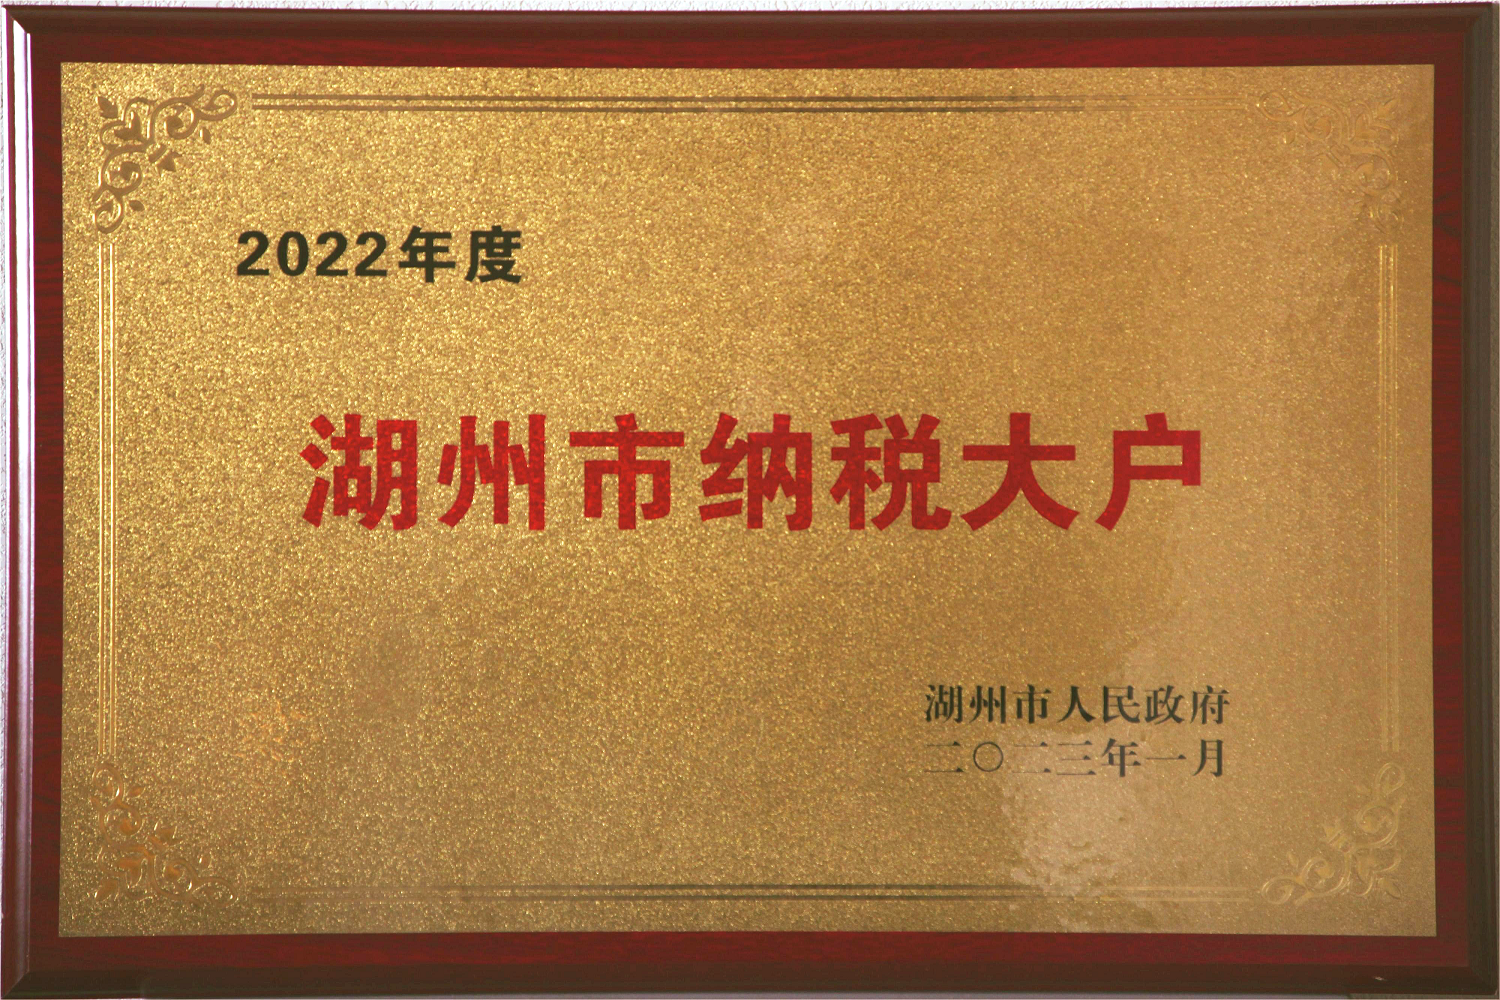 2022年度
湖州市纳税大户
湖州市人民政府
二〇二三年一月